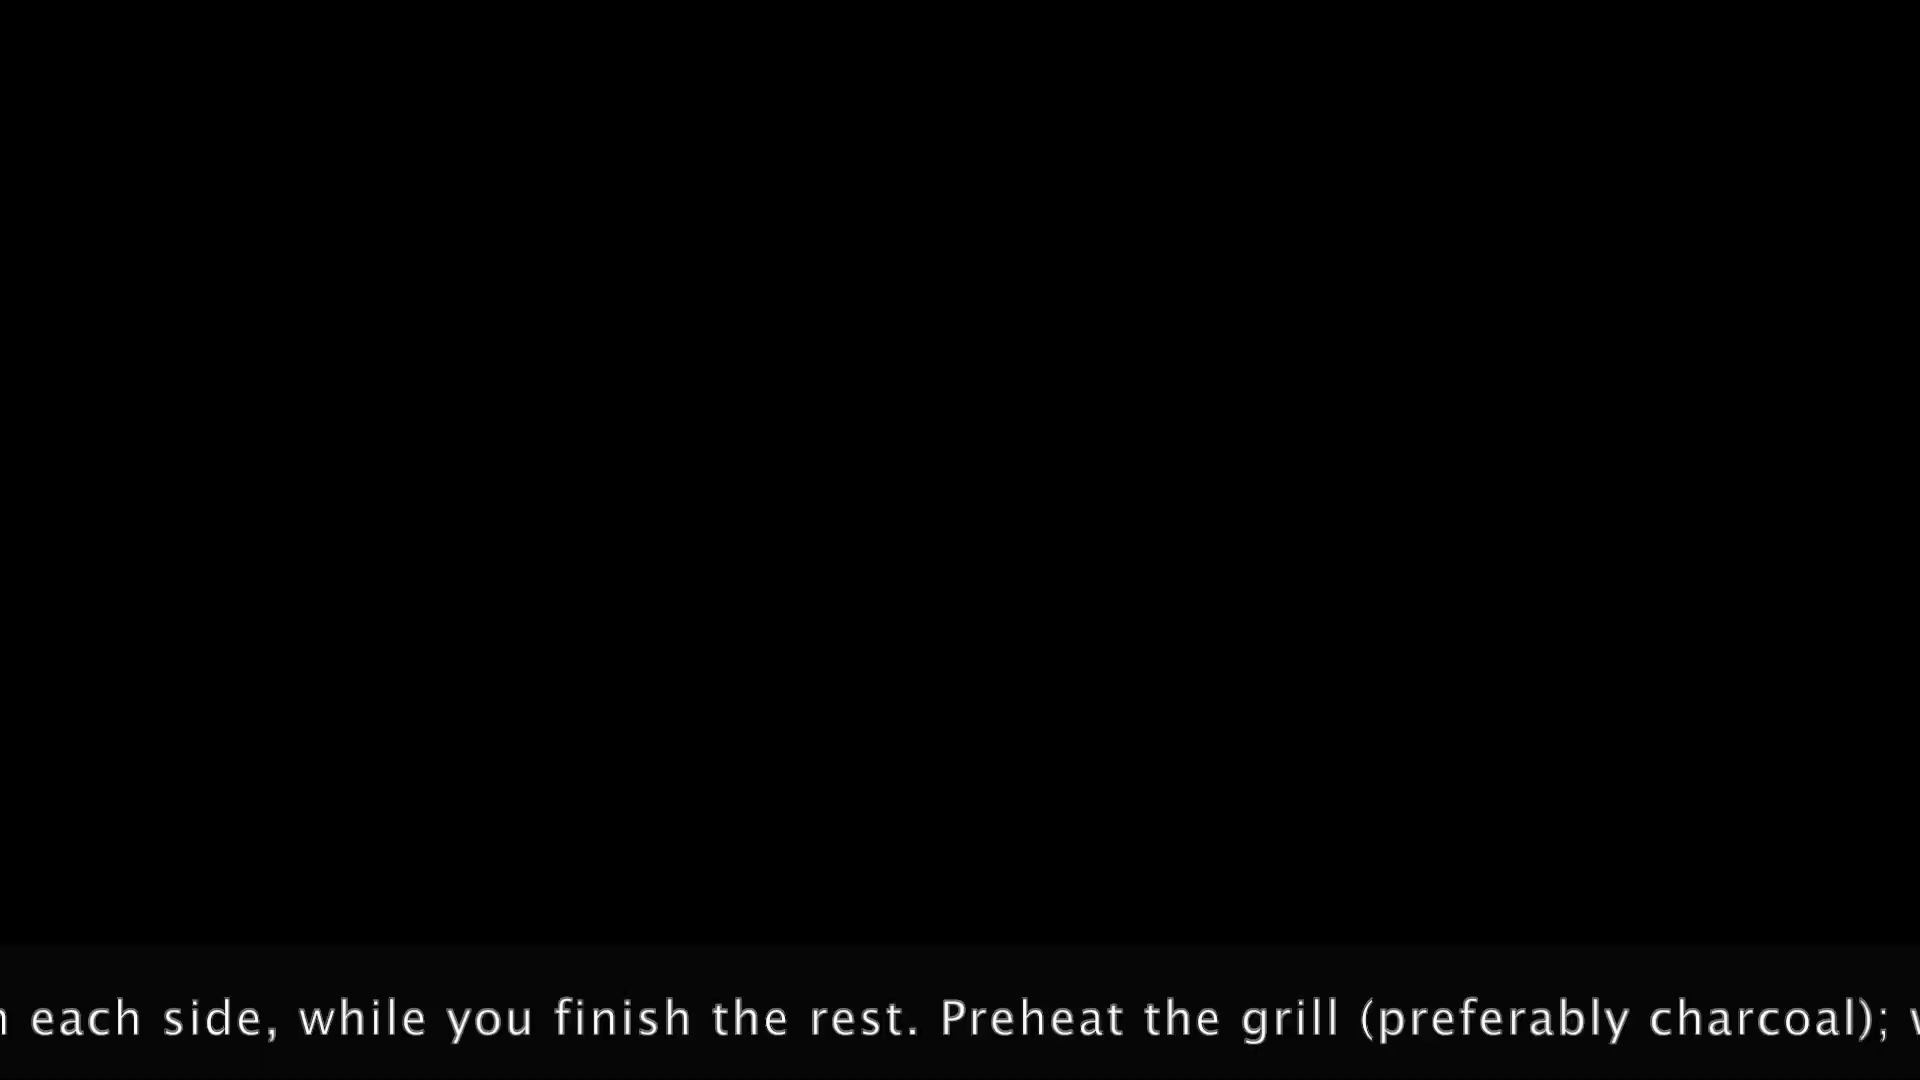 each side, while you finish the rest. Preheat the grill (preferably charcoal);